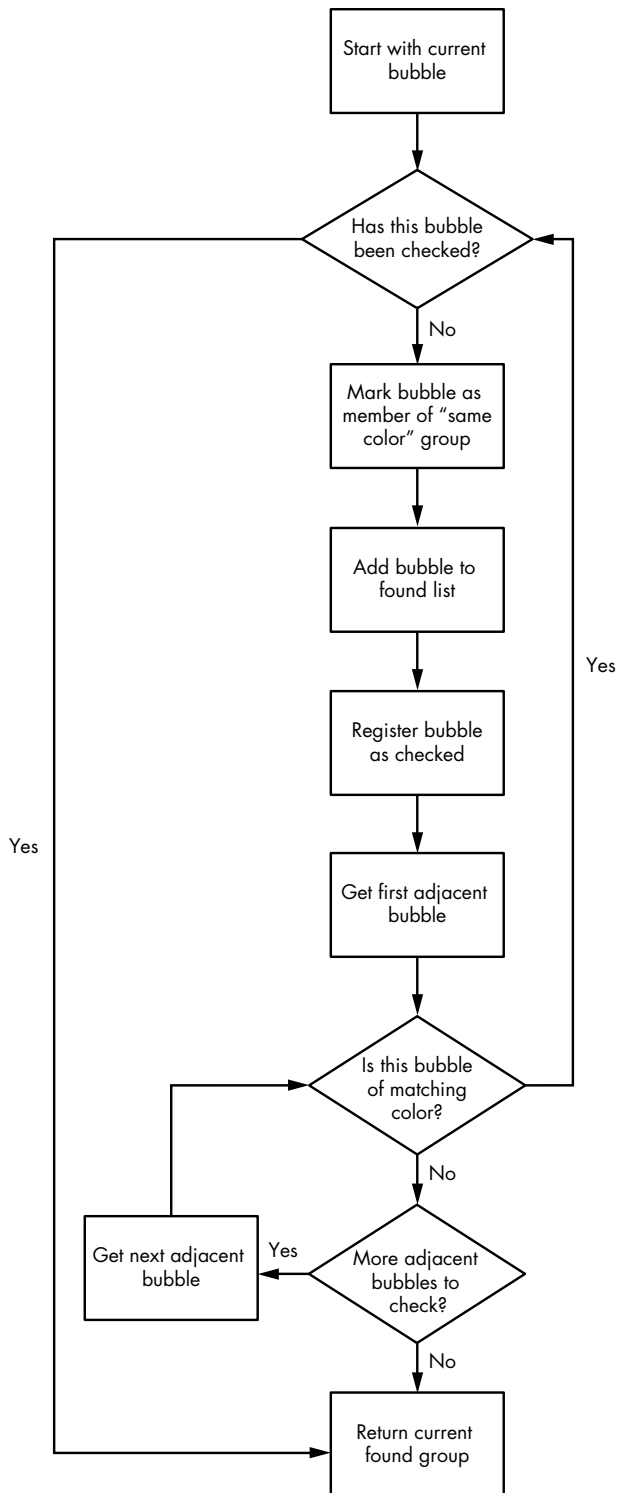 Start with current
bubble
Has this bubble
been checked?
No
Mark bubble as
member of “same
color” group
Add bubble to
found list
Yes
Register bubble
as checked
Yes
Get first adjacent
bubble
Is this bubble
of matching
color?
No
Get next adjacent
bubble
Yes
More adjacent
bubbles to
check?
No
Return current
found group